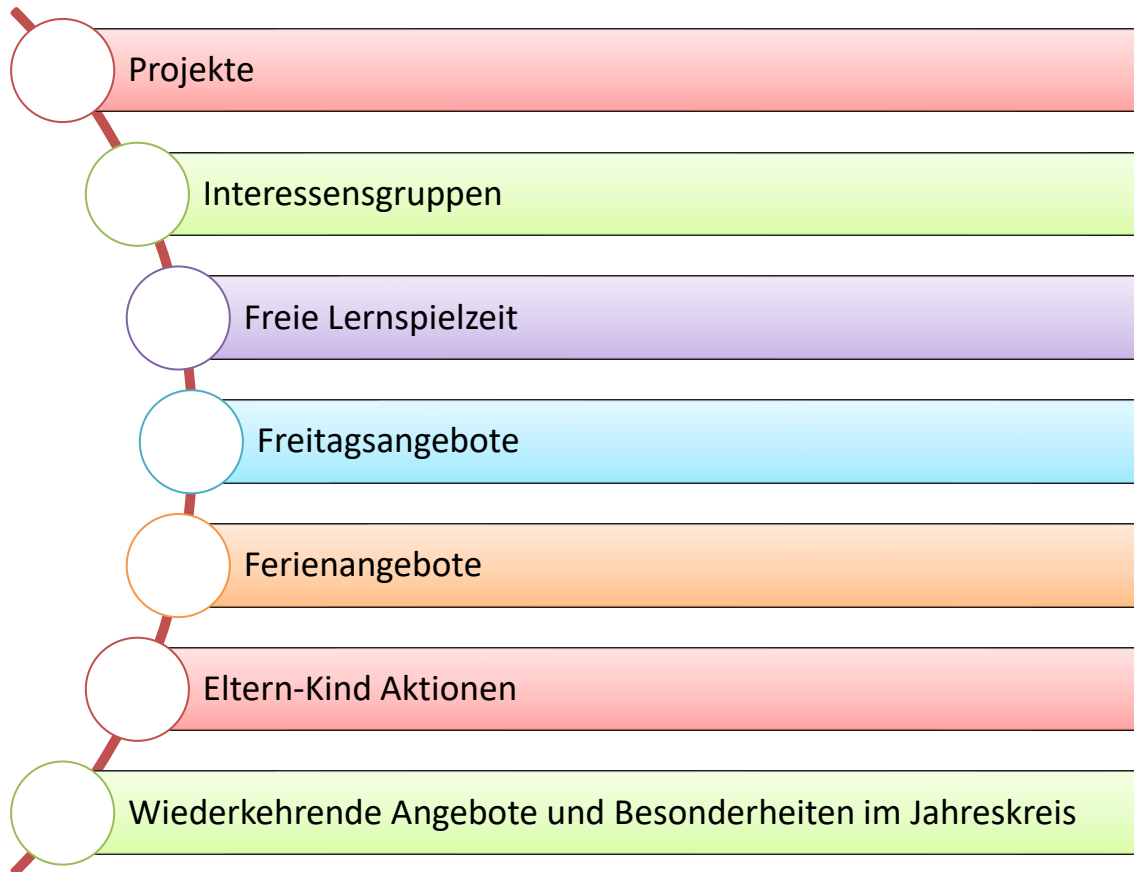 Projekte
Interessensgruppen
Freie Lernspielzeit
Freitagsangebote
Ferienangebote
Eltern-Kind Aktionen
Wiederkehrende Angebote und Besonderheiten im Jahreskreis